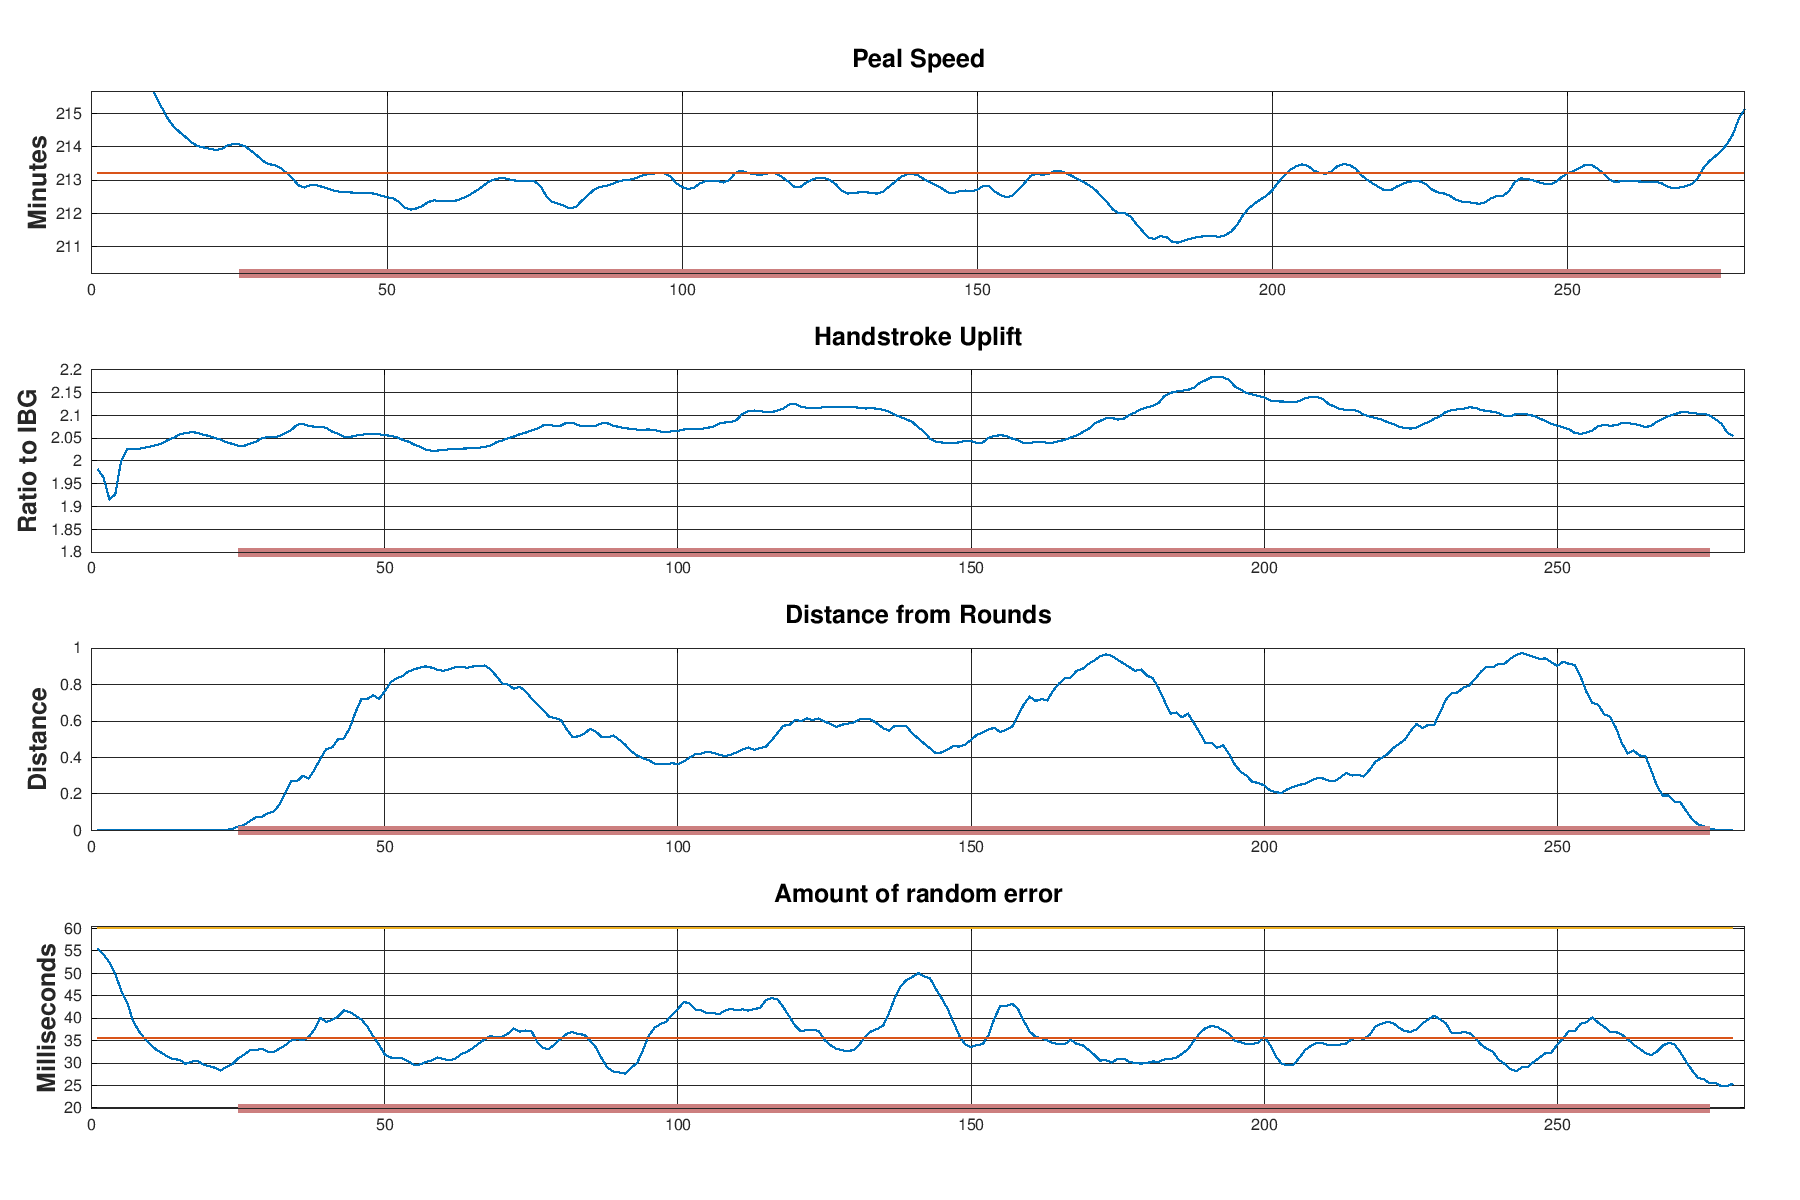 Peal Speed
Minutes
215
214
213
212
211
0 50 100 150 200 250
Handstroke Uplift
Ratio to IBG
2.2
2.15
2.1
2.05
2
1.95
1.9
1.85
1.8
0 50 100 150 200 250
Distance from Rounds
Distance
1
0.8
0.6
0.4
0.2
0
0 50 100 150 200 250
Amount of random error
Milliseconds
60
55
50
45
40
35
30
25
20
0 50 100 150 200 250